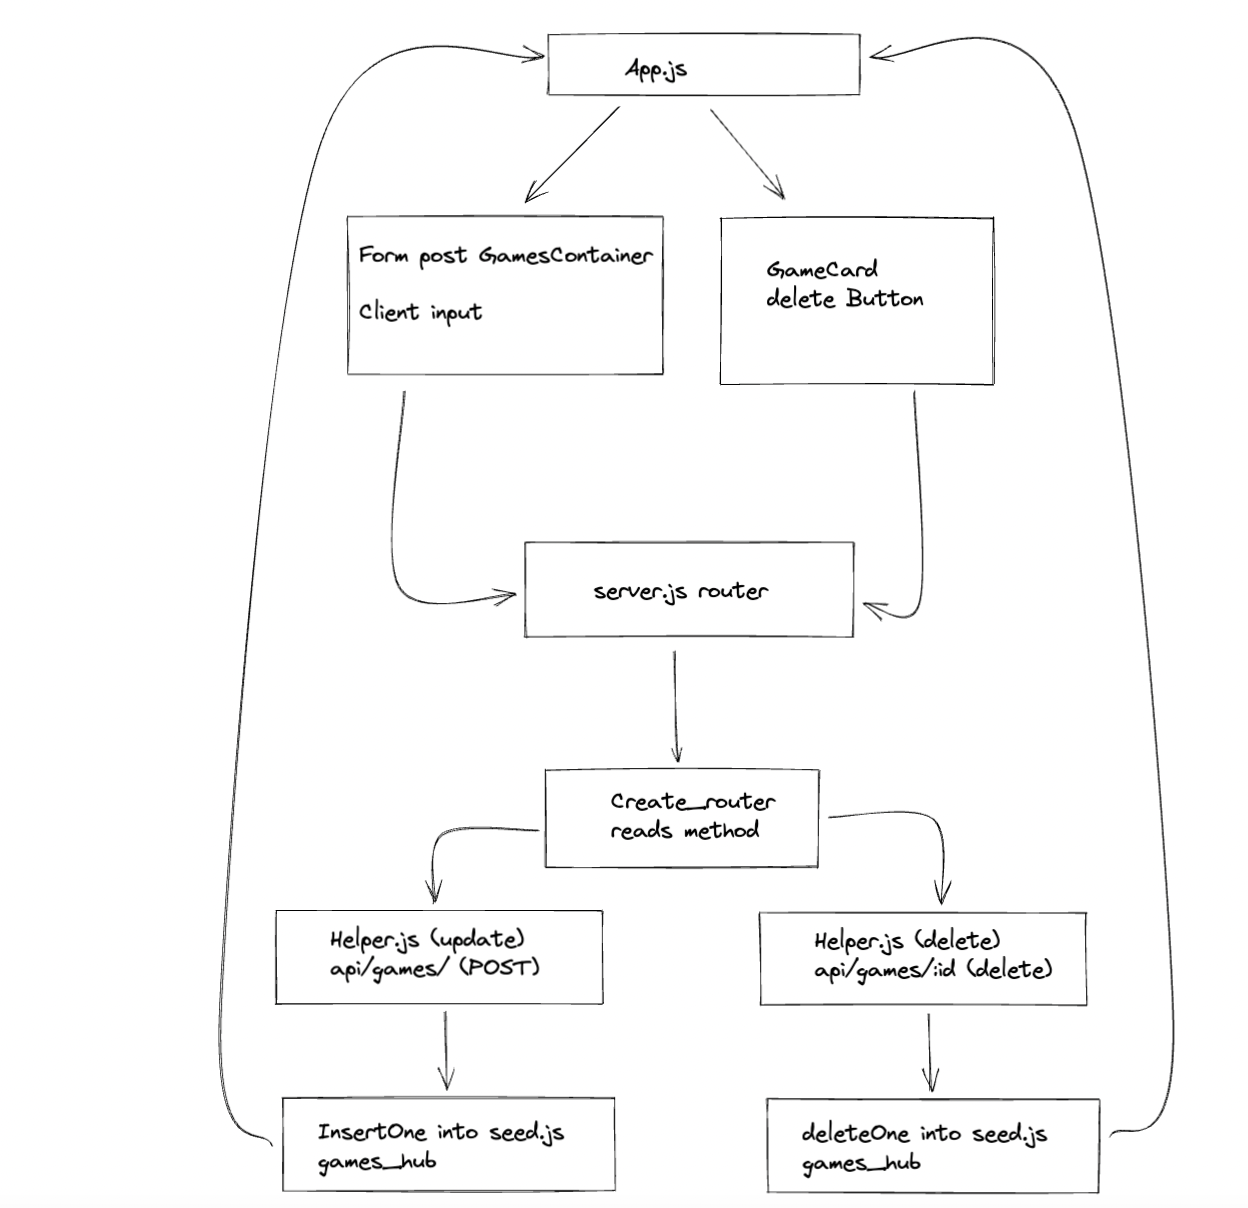 App.js
Form post GamesContainer
Client input
GameCard
delete Button
server.js router
Create_router
reads method
Helper.js (update)
api/games/ (POST)
Helper.js (delete)
api/games/:id (delete)
InsertOne into seed.js
games_hub
deleteOne into seed.js
games_hub